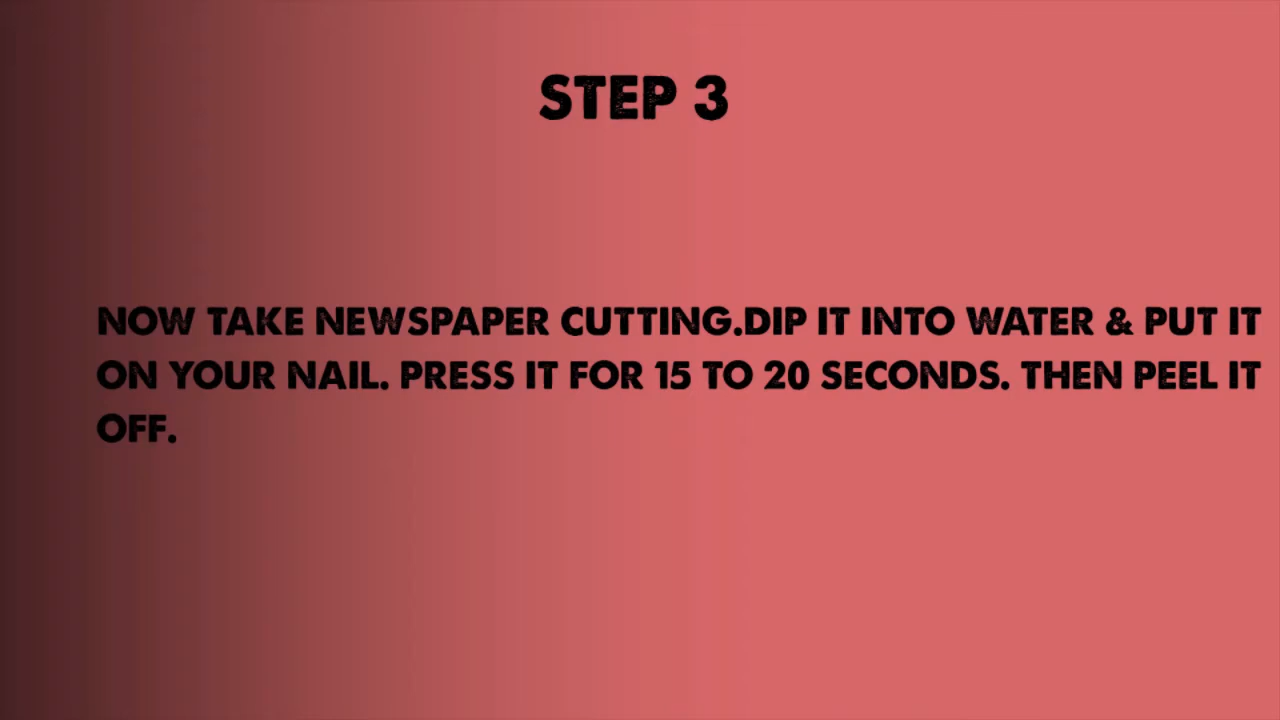 STEP 3
NOW TAKE NEWSPAPER CUTTING.DIP IT INTO WATER & PUT IT
ON YOUR NAIL. PRESS IT FOR 15 TO 20 SECONDS. THEN PEEL IT
OFF.